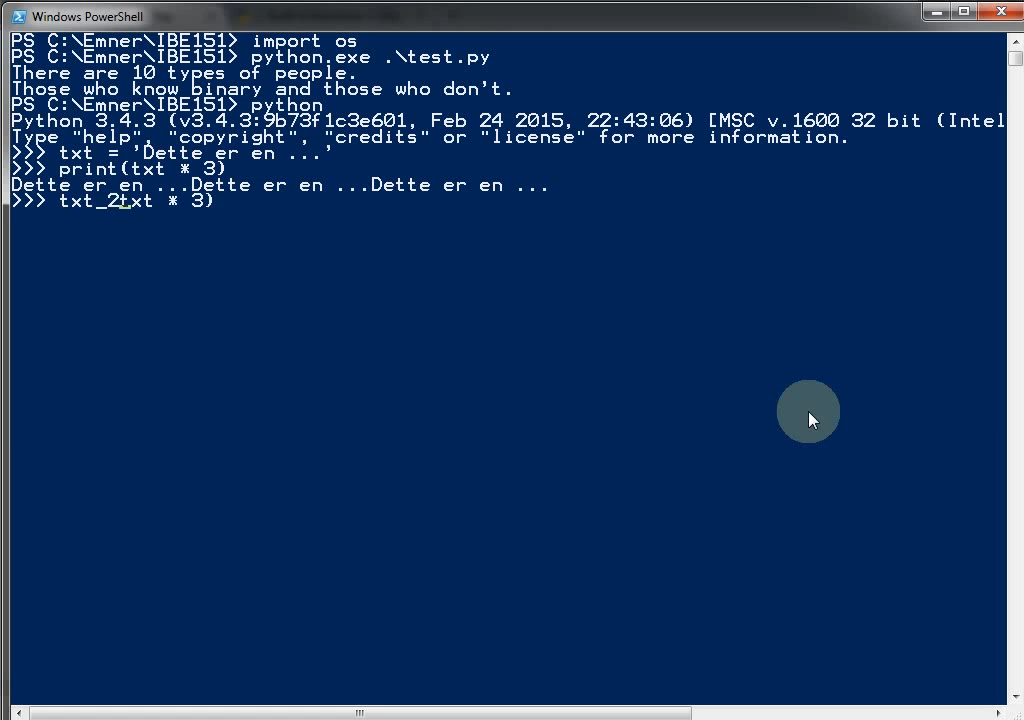 Windows PowerShell
PS C:\Emner\IBE151> import os
PS C:\Emner\IBE151> python.exe .\test.py
There are 10 types of people.
Those who know binary and those who don't.
PS C:\Emner\IBE151> python
Python 3.4.3 (v3.4.3:9b73f1c3e601, Feb 24 2015, 22:43:06) [MSC v.1600 32 bit (Intel
Type "help", "copyright", "credits" or "license" for more information.
>>> txt = 'Dette er en ...'
>>> print(txt * 3)
Dette er en ...Dette er en ...Dette er en ...
>>> txt_2txt * 3)